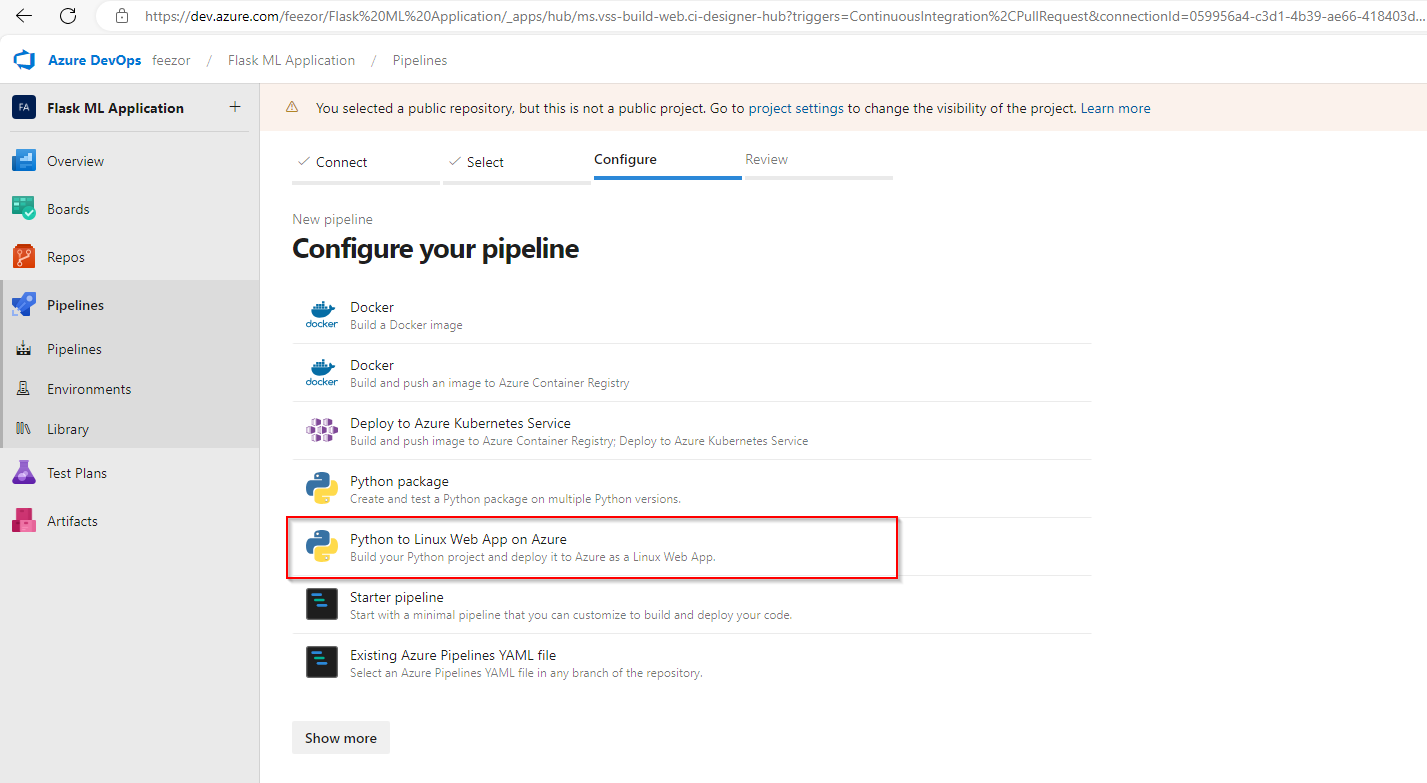 https://dev.azure.com/feezor/Flask%20ML%20Application/_apps/hub/ms.vss-build-web.ci-designer-hub?triggers=ContinuousIntegration%2CPullRequest&connectionId=059956a4-c3d1-4b39-ae66-418403d...
Azure DevOps feezor / Flask ML Application / Pipelines
FA Flask ML Application +
Overview
Boards
Repos
Pipelines
Pipelines
Environments
Library
Test Plans
Artifacts
You selected a public repository, but this is not a public project. Go to project settings to change the visibility of the project. Learn more
Connect Select Configure Review
New pipeline
Configure your pipeline
docker
Docker
Build a Docker image
docker
Docker
Build and push an image to Azure Container Registry
Deploy to Azure Kubernetes Service
Build and push image to Azure Container Registry; Deploy to Azure Kubernetes Service
Python package
Create and test a Python package on multiple Python versions.
Python to Linux Web App on Azure
Build your Python project and deploy it to Azure as a Linux Web App.
Starter pipeline
Start with a minimal pipeline that you can customize to build and deploy your code.
Existing Azure Pipelines YAML file
Select an Azure Pipelines YAML file in any branch of the repository.
Show more